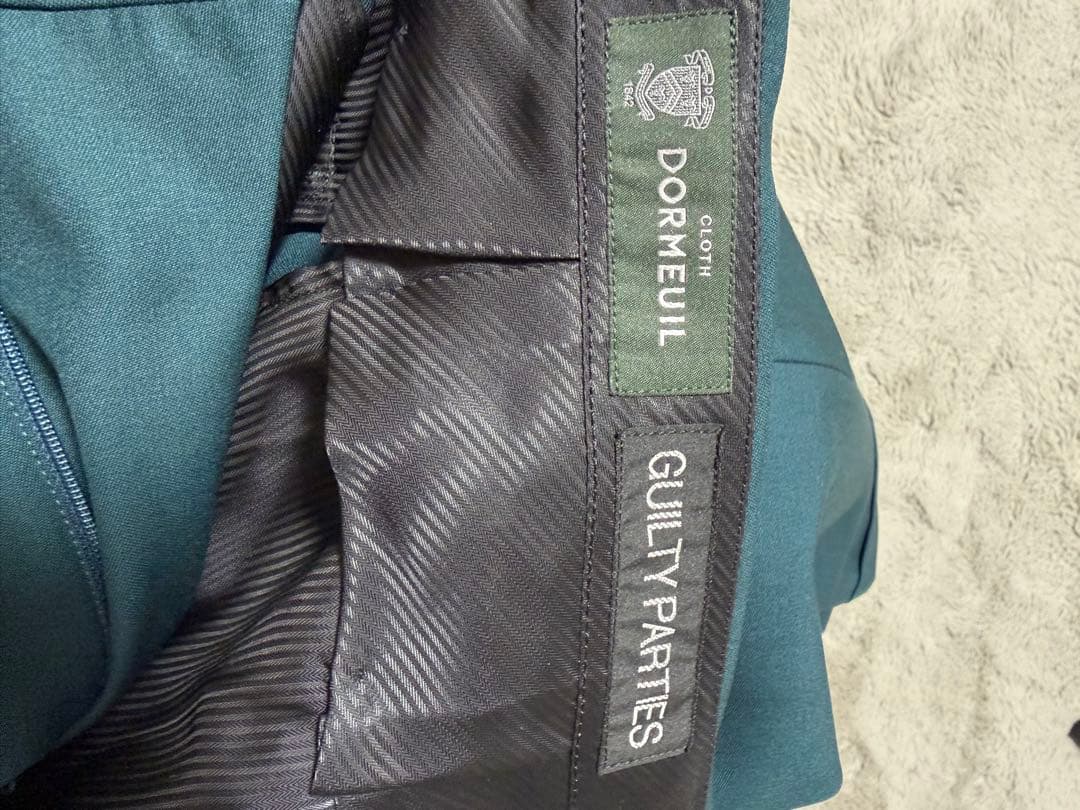 1842
CLOTH
DORMEUIL
GUILTY PARTIES